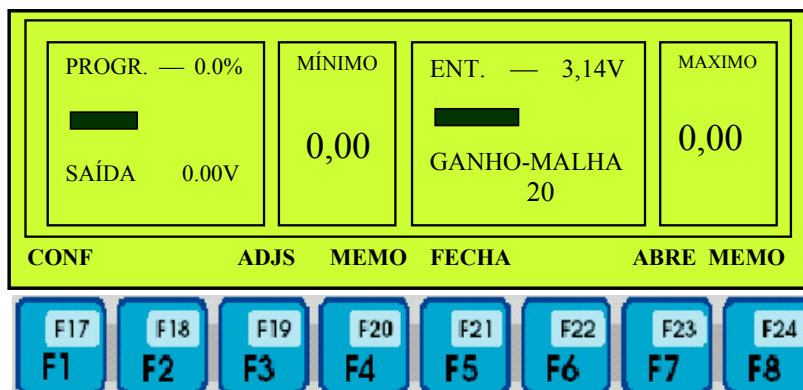 PROGR. — 0.0%
SAÍDA 0.00V
MÍNIMO
0,00
ENT. — 3,14V
GANHO-MALHA
20
MAXIMO
0,00
CONF ADJS MEMO FECHA ABRE MEMO
F17 F18 F19 F20 F21 F22 F23 F24
F1 F2 F3 F4 F5 F6 F7 F8